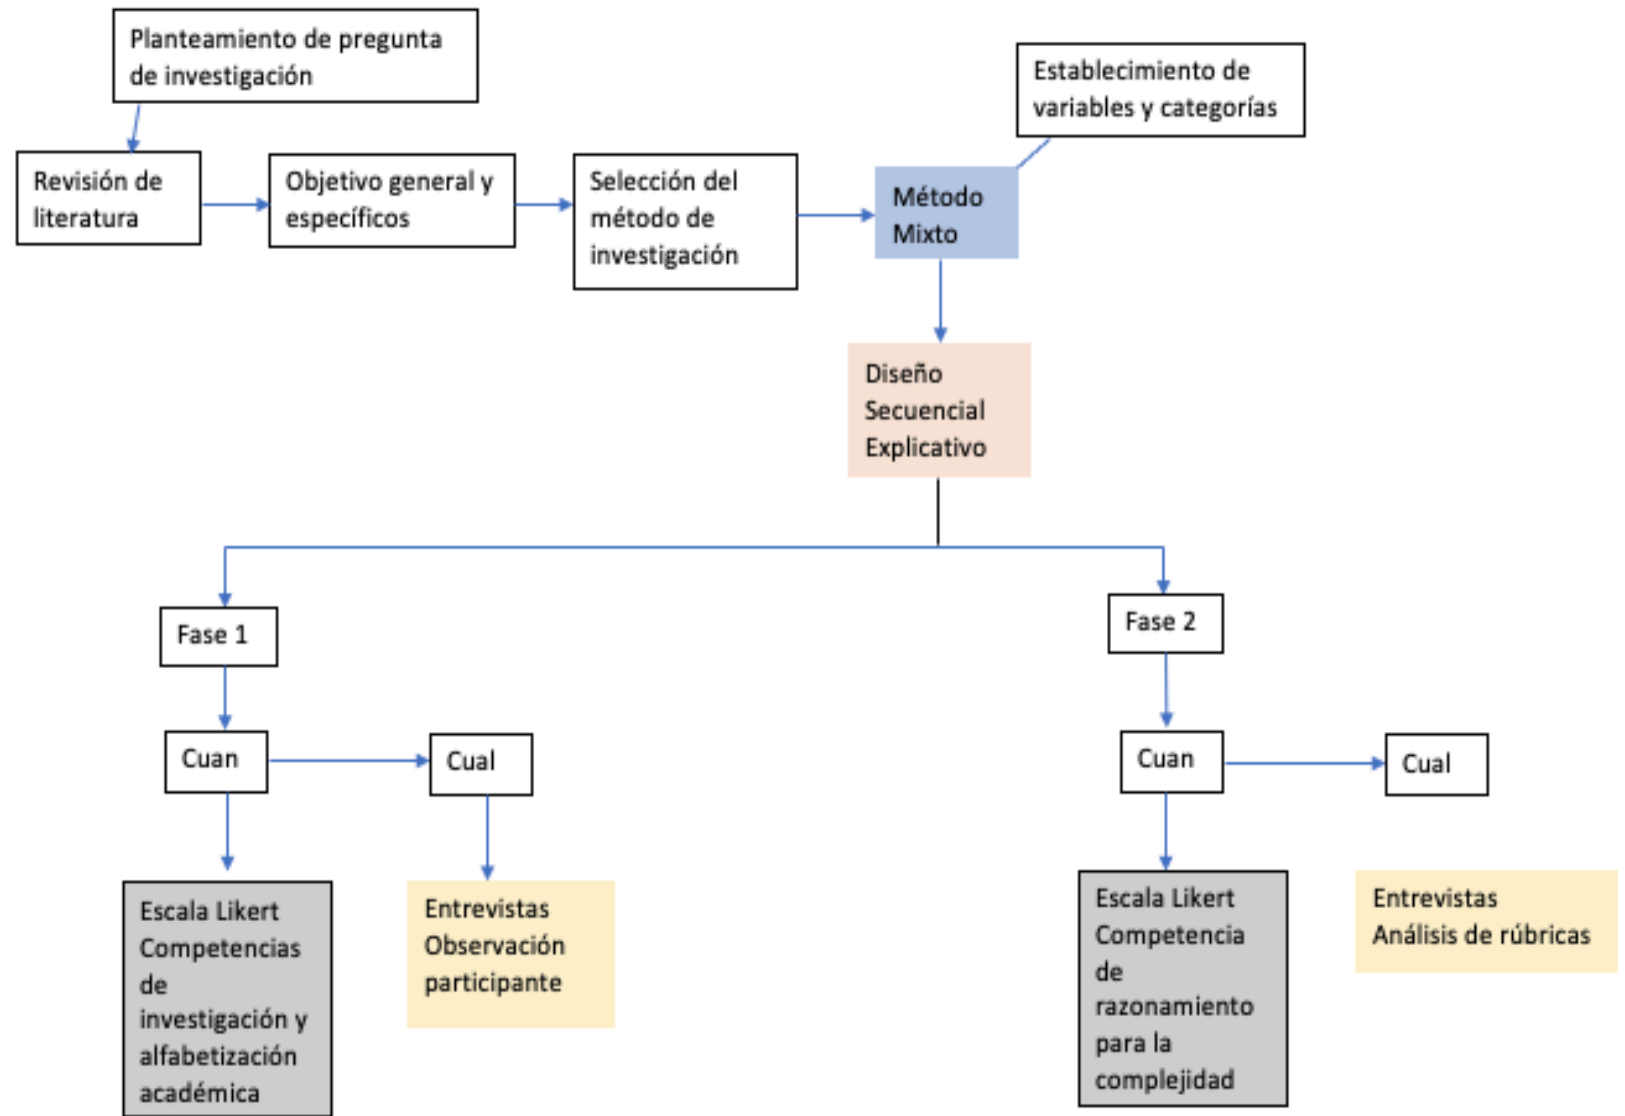 Planteamiento de pregunta
de investigación
Establecimiento de
variables y categorías
Revisión de
literatura
Objetivo general y
específicos
Selección del
método de
investigación
Método
Mixto
Diseño
Secuencial
Explicativo
Fase 1
Fase 2
Cuan
Cual
Cuan
Cual
Escala Likert
Competencias
de
investigación y
alfabetización
académica
Entrevistas
Observación
participante
Escala Likert
Competencia
de
razonamiento
para la
complejidad
Entrevistas
Análisis de rúbricas